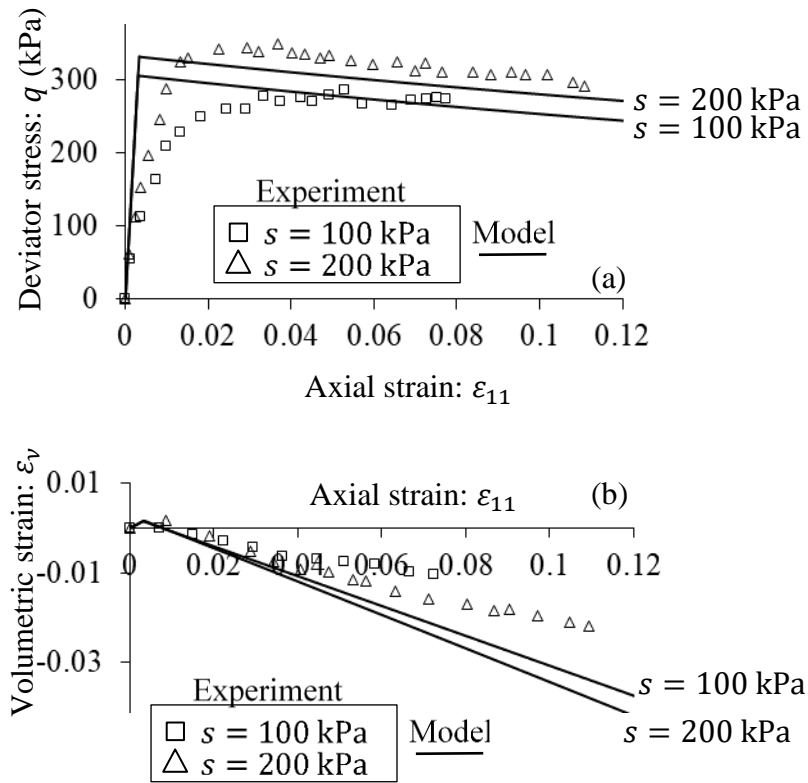 Deviator stress: q (kPa)
300
200
100
0
s = 200 kPa
s = 100 kPa
Experiment
s = 100 kPa
s = 200 kPa
Model
(a)
0 0.02 0.04 0.06 0.08 0.1 0.12
Axial strain: ε₁₁
Volumetric strain: εᵥ
0.01
-0.01
-0.03
Axial strain: ε₁₁
(b)
0 0.02 0.04 0.06 0.08 0.1 0.12
s = 100 kPa
s = 200 kPa
Experiment
s = 100 kPa
s = 200 kPa
Model